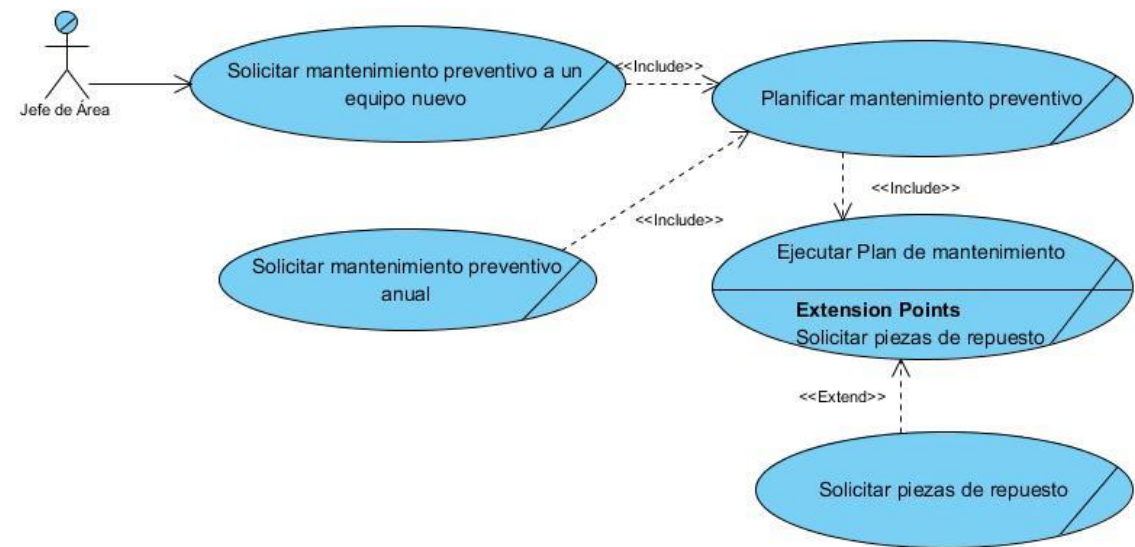 Jefe de Área
Solicitar mantenimiento preventivo a un
equipo nuevo
<<Include>>
Planificar mantenimiento preventivo
<<Include>>
<<Include>>
Solicitar mantenimiento preventivo
anual
Ejecutar Plan de mantenimiento
Extension Points
Solicitar piezas de repuesto
<<Extend>>
Solicitar piezas de repuesto